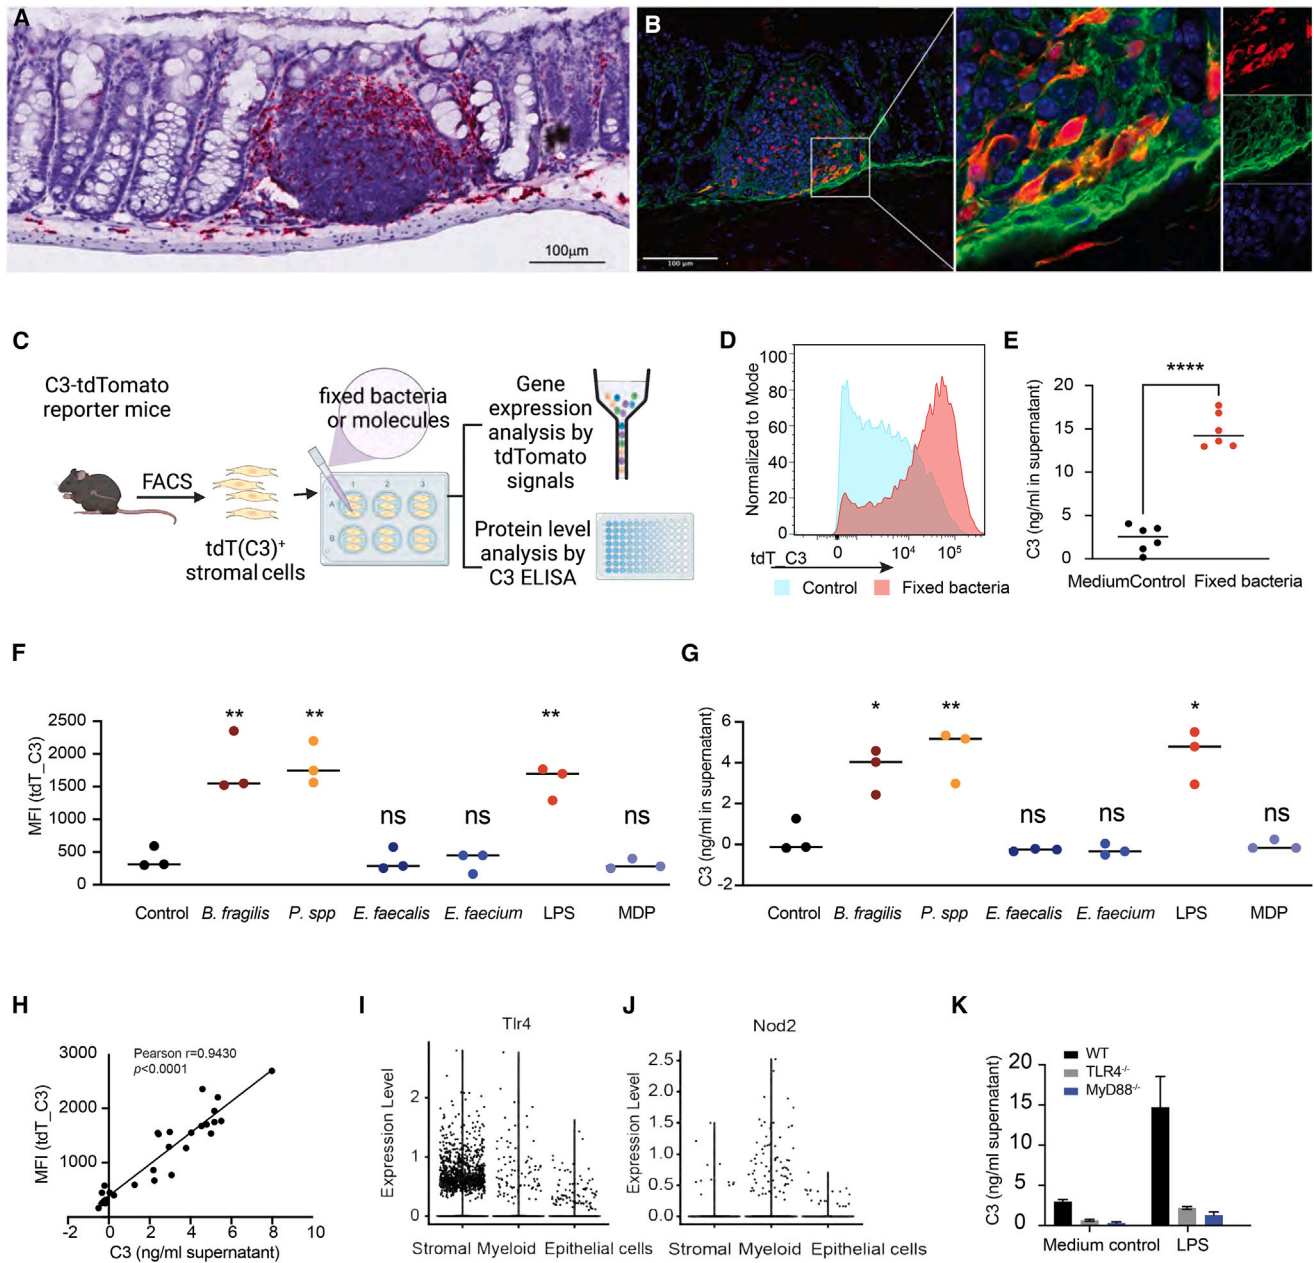 A
100µm
B
100 µm
C
C3-tdTomato
reporter mice
FACS
tdT(C3)+
stromal cells
fixed bacteria
or molecules
1 2 3
A
B
Gene
expression
analysis by
tdTomato
signals
Protein level
analysis by
C3 ELISA
D
Normalized to Mode
100
80
60
40
20
0
0 10⁴ 10⁵
tdT_C3
Control Fixed bacteria
E
C3 (ng/ml in supernatant)
20
15
10
5
0
****
MediumControl Fixed bacteria
F
MFI (tdT_C3)
2500
2000
1500
1000
500
0
** ** ns ns ** ns
Control B. fragilis P. spp E. faecalis E. faecium LPS MDP
G
C3 (ng/ml in supernatant)
6
4
2
0
-2
* ** ns ns * ns
Control B. fragilis P. spp E. faecalis E. faecium LPS MDP
H
MFI (tdT_C3)
Pearson r=0.9430
p<0.0001
3000
2000
1000
-2 0 2 4 6 8 10
C3 (ng/ml supernatant)
I
Tlr4
Expression Level
2
1
0
Stromal Myeloid Epithelial cells
J
Nod2
Expression Level
2.5
2.0
1.5
1.0
0.5
0.0
Stromal Myeloid Epithelial cells
K
C3 (ng/ml supernatant)
20
15
10
5
0
WT
TLR4-/-
MyD88-/-
Medium control LPS